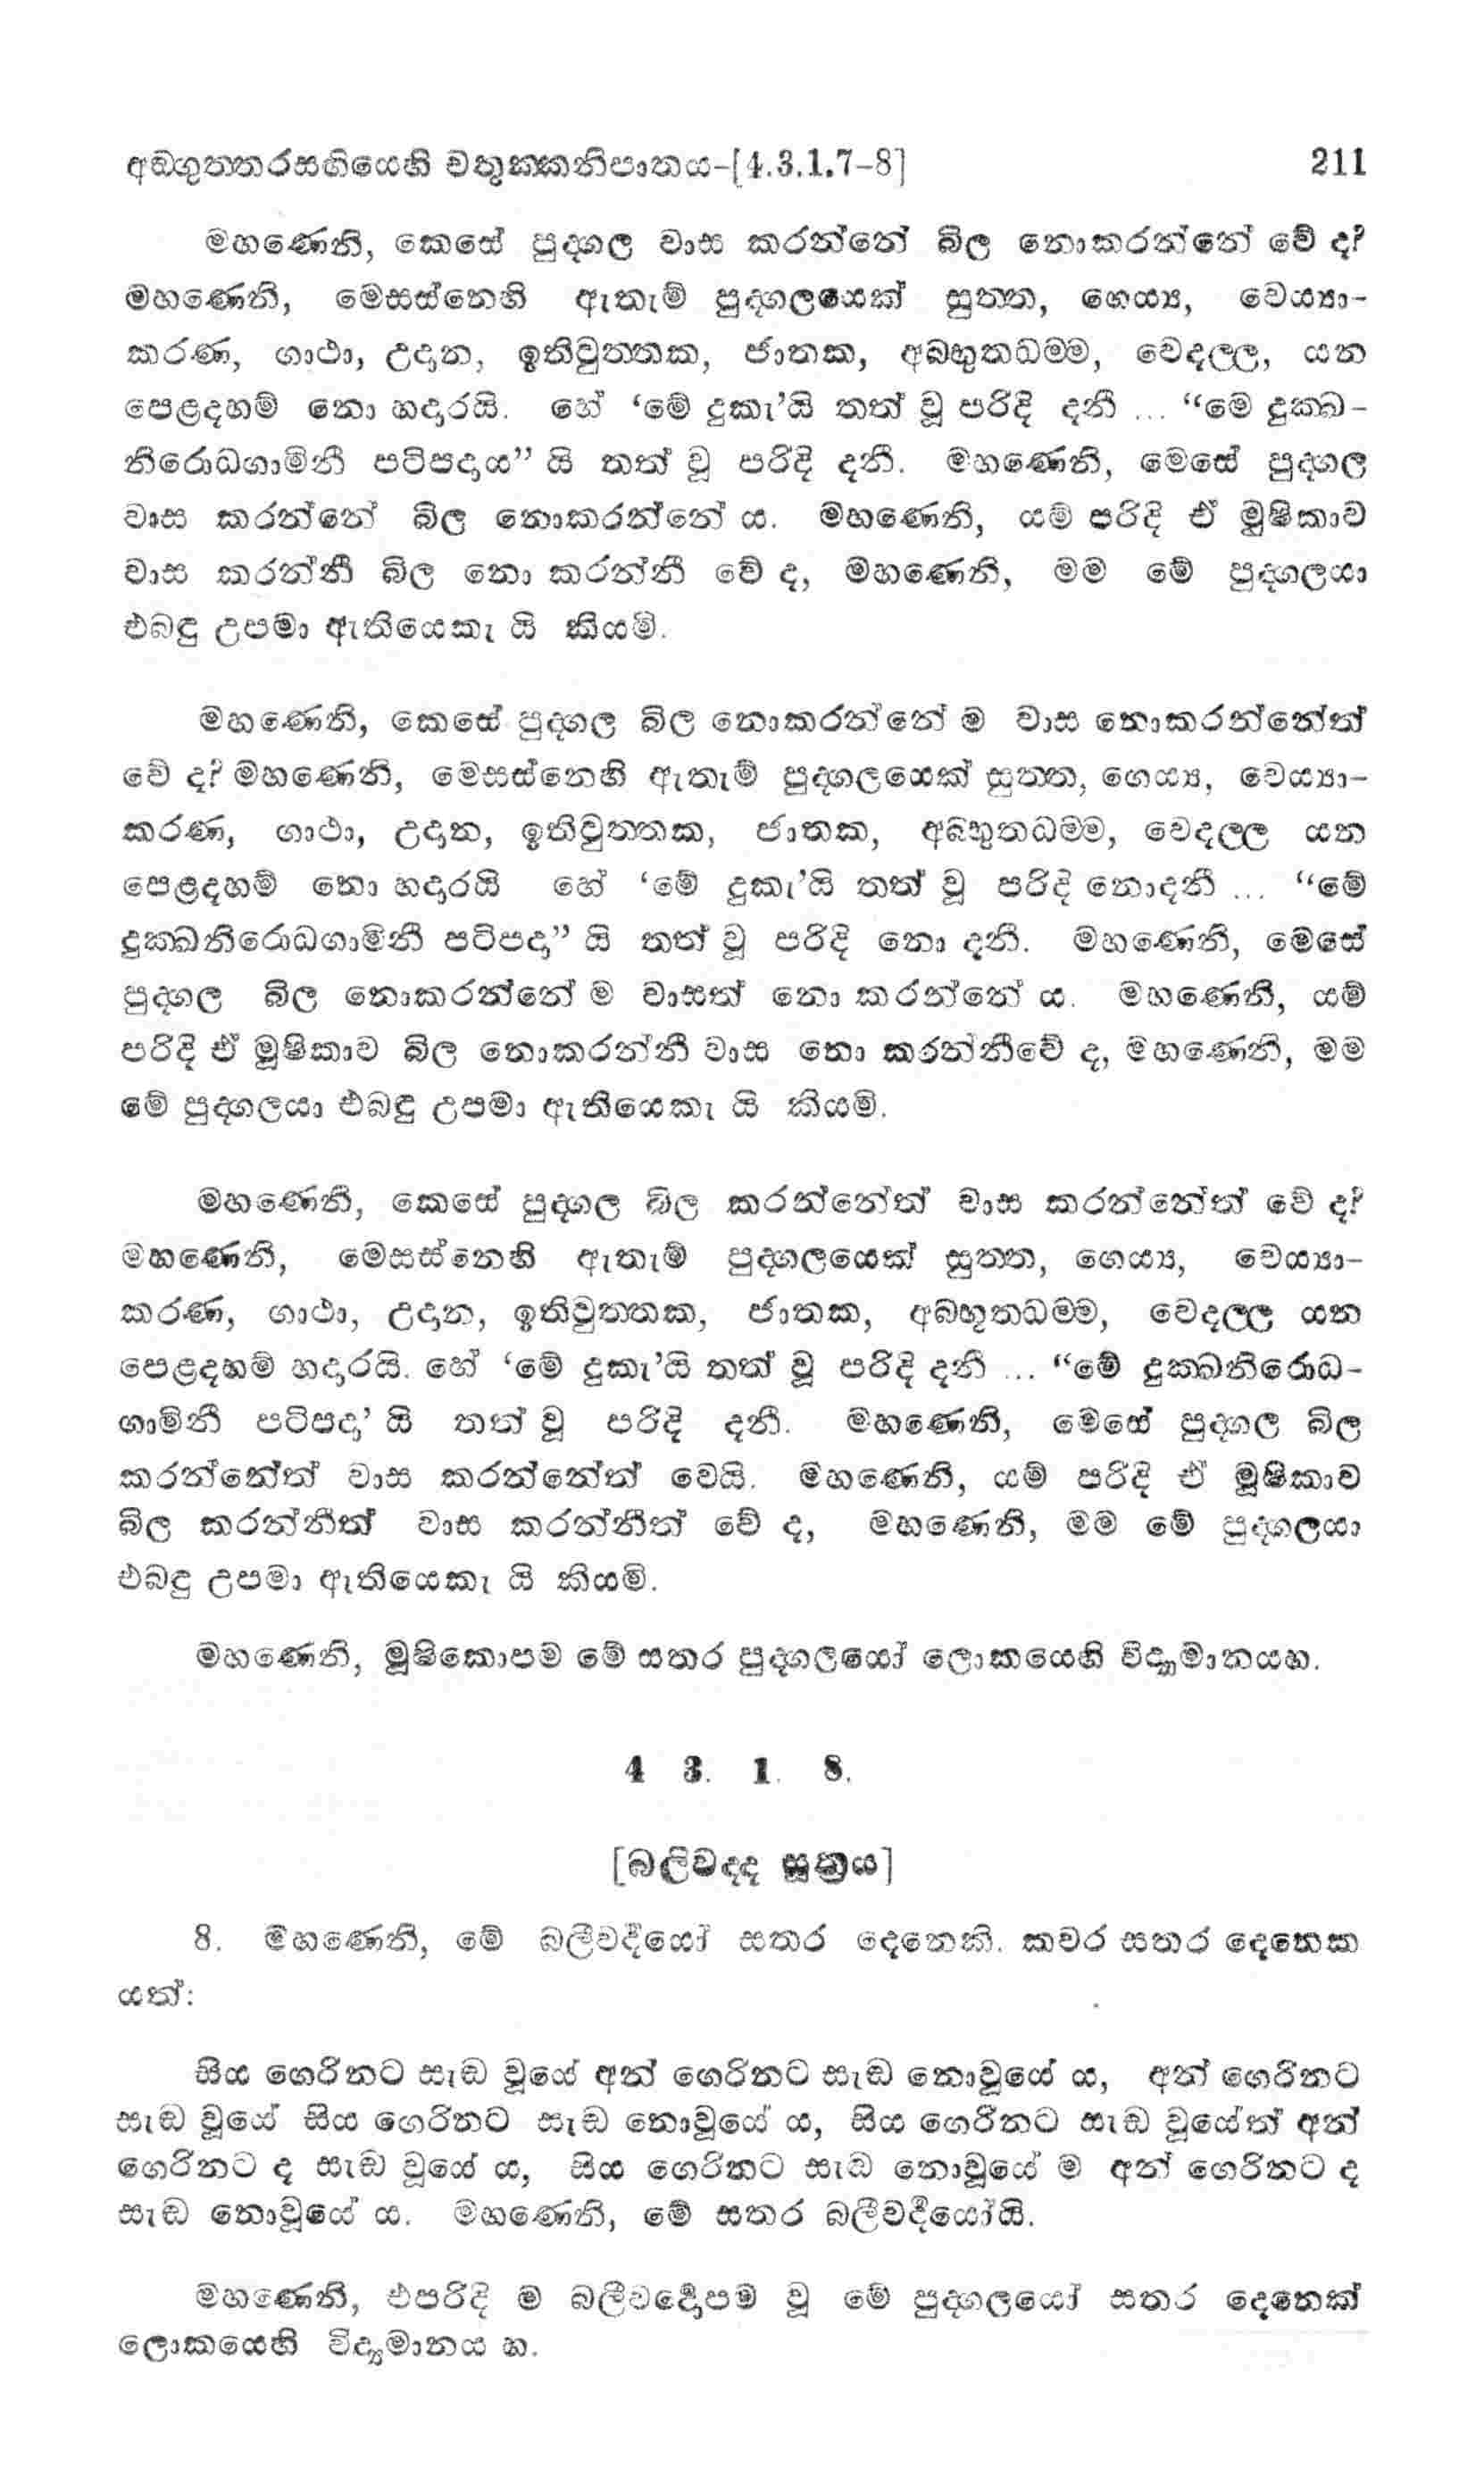 අඞගුත‍්තරසඟියෙහි චතුක‍්කනිපාතය-[4.3.1.7-8] 211
මහණෙනි, කෙසේ පුද‍්ගල වාස කරන්නේ බිල නොකරන්නේ වේ ද?
මහණෙනි, මෙසස්නෙහි ඇතැම් පුද‍්ගලයෙක් සුත‍්ත, ගෙය්‍ය, වෙය්‍යා-
කරණ, ගාථා, උදාන, ඉතිවුත‍්තක, ජාතක, අබ‍්භුතධම‍්ම, වෙදල‍්ල, යන
පෙළදහම් නො හදාරයි. හේ ‘මේ දුකැ’යි තත් වූ පරිදි දනී ... “මේ දුක‍්ඛ-
නිරොධගාමිනී පටිපදාය” යි තත් වූ පරිදි දනී. මහණෙනි, මෙසේ පුද‍්ගල
වාස කරන්නේ බිල නොකරන්නේ ය. මහණෙනි, යම් පරිදි ඒ මූෂිකාව
වාස කරන්නී බිල නො කරන්නී වේ ද, මහණෙනි, මම මේ පුද‍්ගලයා
එබඳු උපමා ඇතියෙකැ යි කියමි.
මහණෙනි, කෙසේ පුද‍්ගල බිල නොකරන්නේ ම වාස නොකරන්නේත්
වේ ද? මහණෙනි, මෙසස්නෙහි ඇතැම් පුද‍්ගලයෙක් සුත‍්ත, ගෙය්‍ය, වෙය්‍යා-
කරණ, ගාථා, උදාන, ඉතිවුත‍්තක, ජාතක, අබ‍්භුතධම‍්ම, වෙදල‍්ල යන
පෙළදහම් නො හදාරයි හේ ‘මේ දුකැ’යි තත් වූ පරිදි නොදනී ... “මේ
දුක‍්ඛනිරොධගාමිනී පටිපදා” යි තත් වූ පරිදි නො දනී. මහණෙනි, මෙසේ
පුද‍්ගල බිල නොකරන්නේ ම වාසත් නො කරන්නේ ය. මහණෙනි, යම්
පරිදි ඒ මූෂිකාව බිල නොකරන්නී වාස නො කරන්නීවේ ද, මහණෙනි, මම
මේ පුද‍්ගලයා එබඳු උපමා ඇතියෙකැ යි කියමි.
මහණෙනි, කෙසේ පුද‍්ගල බිල කරන්නේත් වාස කරන්නේත් වේ ද?
මහණෙනි, මෙසස්නෙහි ඇතැම් පුද‍්ගලයෙක් සුත‍්ත, ගෙය්‍ය, වෙය්‍යා-
කරණ, ගාථා, උදාන, ඉතිවුත‍්තක, ජාතක, අබ‍්භූතධම‍්ම, වෙදල‍්ල යන
පෙළදහම් හදාරයි. හේ ‘මේ දුකැ’යි තත් වූ පරිදි දනී ... “මේ දුක‍්ඛනිරොධ-
ගාමිනී පටිපදා’ යි තත් වූ පරිදි දනී. මහණෙනි, මෙසේ පුද‍්ගල බිල
කරන්නේත් වාස කරන්නේත් වෙයි. මහණෙනි, යම් පරිදි ඒ මූෂිකාව
බිල කරන්නීත් වාස කරන්නීත් වේ ද, මහණෙනි, මම මේ පුද‍්ගලයා
එබඳු උපමා ඇතියෙකැ යි කියමි.
මහණෙනි, මූෂිකොපම මේ සතර පුද‍්ගලයෝ ලොකයෙහි විද්‍යාමානයහ.
4 3. 1. 8.
[බලිවද‍්ද සූත්‍රය]
8. මහණෙනි, මේ බලීවර්‍දයෝ සතර දෙනෙකි. කවර සතර දෙනෙක
යත්:
සිය ගෙරිනට සැඬ වූයේ අන් ගෙරිනට සැඬ නොවූයේ ය, අන් ගෙරිනට
සැඬ වූයේ සිය ගෙරිනට සැඬ නොවූයේ ය, සිය ගෙරිනට සැඬ වූයේත් අන්
ගෙරිනට ද සැඬ වූයේ ය, සිය ගෙරිනට සැඬ නොවූයේ ම අන් ගෙරිනට ද
සැඬ නොවූයේ ය. මහණෙනි, මේ සතර බලීවර්‍දයෝයි.
මහණෙනි, එපරිදි ම බලීවර්‍දොපම වූ මේ පුද‍්ගලයෝ සතර දෙනෙක්
ලොකයෙහි විද්‍යමානය හ.